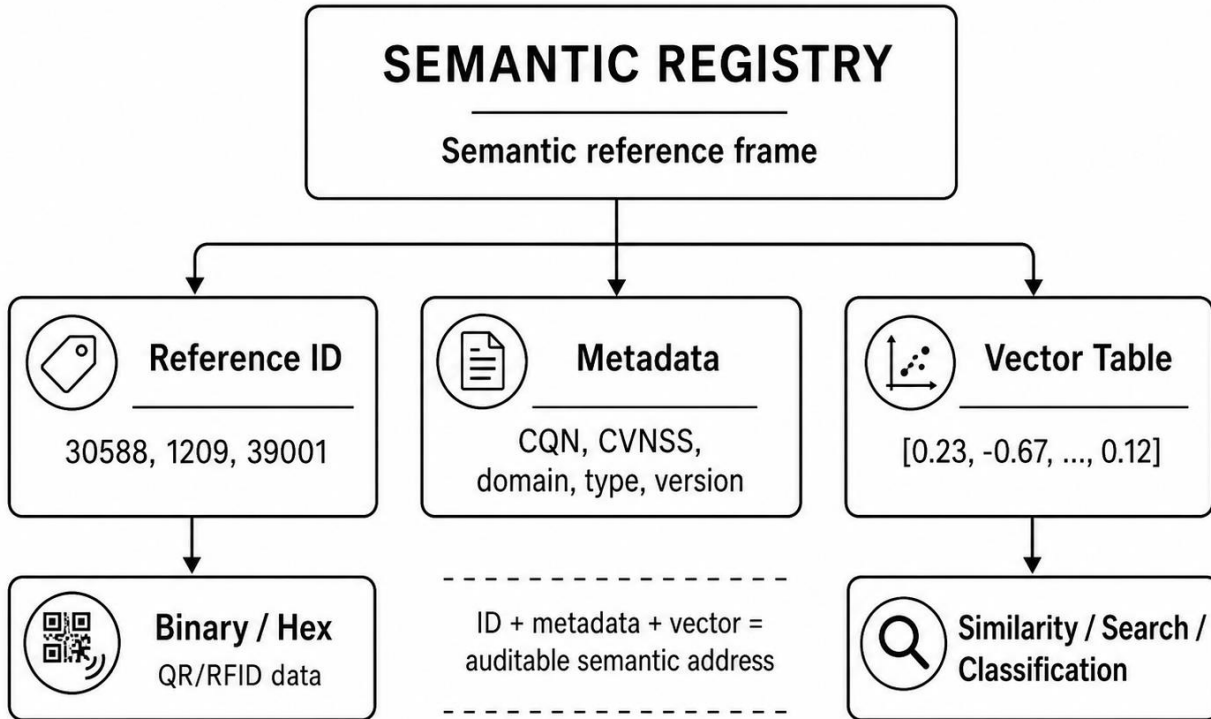 SEMANTIC REGISTRY
Semantic reference frame
Reference ID
30588, 1209, 39001
Metadata
CQN, CVNSS,
domain, type, version
Vector Table
[0.23, -0.67, ..., 0.12]
Binary / Hex
QR/RFID data
ID + metadata + vector =
auditable semantic address
Similarity / Search /
Classification